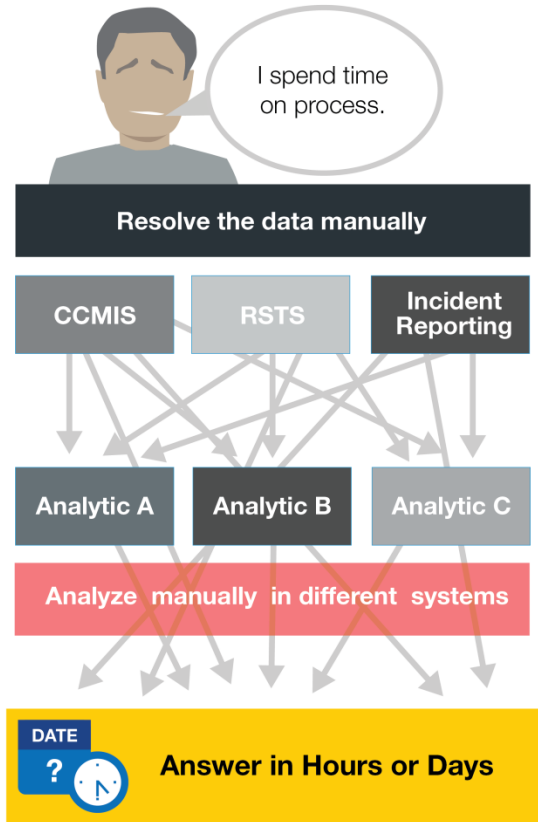 I spend time
on process.
Resolve the data manually
CCMIS
RSTS
Incident
Reporting
Analytic A
Analytic B
Analytic C
Analyze manually in different systems
DATE
?
Answer in Hours or Days